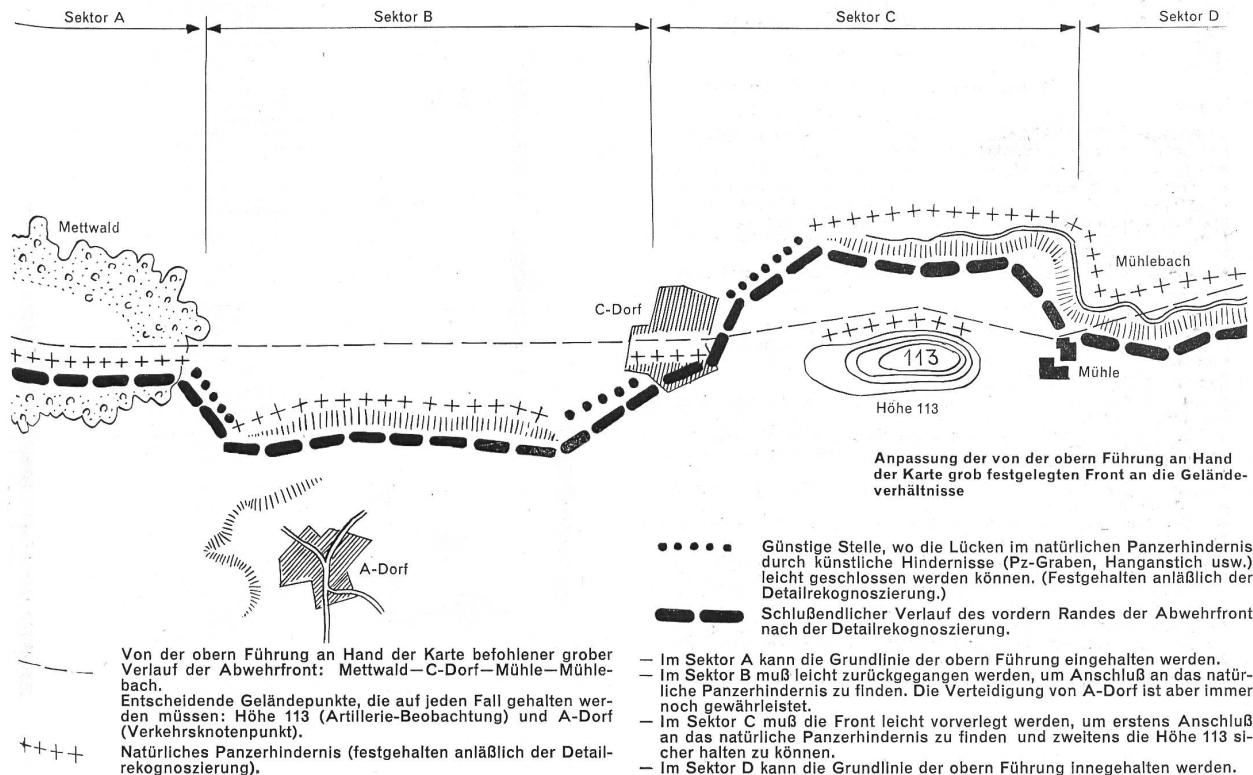 Sektor A
Sektor B
Sektor C
Sektor D
Mettwald
C-Dorf
Mühlebach
113
Mühle
Höhe 113
Anpassung der von der obern Führung an Hand
der Karte grob festgelegten Front an die Gelände-
verhältnisse
A-Dorf
Günstige Stelle, wo die Lücken im natürlichen Panzerhindernis
durch künstliche Hindernisse (Pz-Graben, Hanganstich usw.)
leicht geschlossen werden können. (Festgehalten anläßlich der
Detailrekognoszierung.)
Schlußendlicher Verlauf des vordern Randes der Abwehrfront
nach der Detailrekognoszierung.
Von der obern Führung an Hand der Karte befohlener grober
Verlauf der Abwehrfront: Mettwald—C-Dorf—Mühle—Mühle-
bach.
Entscheidende Geländepunkte, die auf jeden Fall gehalten wer-
den müssen: Höhe 113 (Artillerie-Beobachtung) und A-Dorf
(Verkehrsknotenpunkt).
Natürliches Panzerhindernis (festgehalten anläßlich der Detail-
rekognoszierung).
— Im Sektor A kann die Grundlinie der obern Führung eingehalten werden.
— Im Sektor B muß leicht zurückgegangen werden, um Anschluß an das natür-
liche Panzerhindernis zu finden. Die Verteidigung von A-Dorf ist aber immer
noch gewährleistet.
— Im Sektor C muß die Front leicht vorverlegt werden, um erstens Anschluß
an das natürliche Panzerhindernis zu finden und zweitens die Höhe 113 si-
cher halten zu können.
— Im Sektor D kann die Grundlinie der obern Führung innegehalten werden.